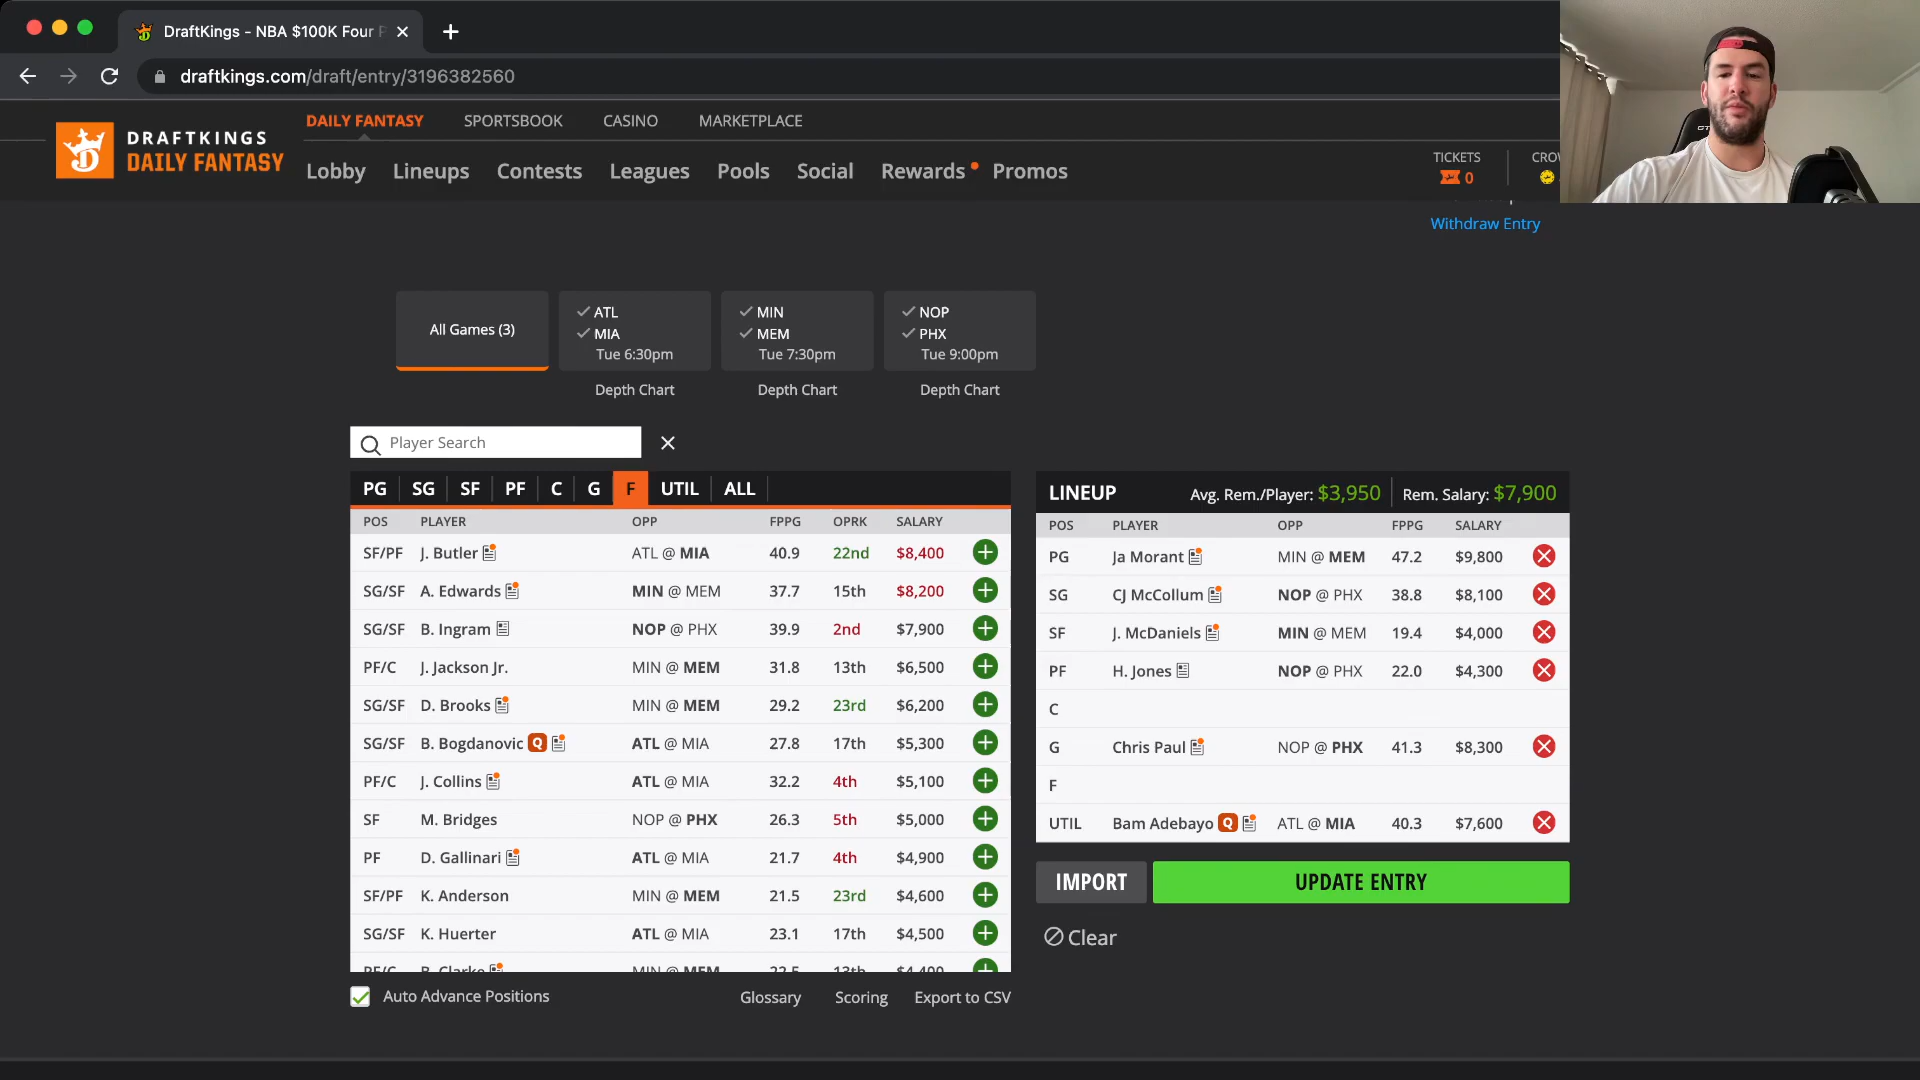 DraftKings - NBA $100K Four P
draftkings.com/draft/entry/3196382560
DRAFTKINGS
DAILY FANTASY
DAILY FANTASY SPORTSBOOK CASINO MARKETPLACE
Lobby Lineups Contests Leagues Pools Social Rewards Promos
TICKETS
0
CROW
Withdraw Entry
All Games (3)
ATL
MIA
Tue 6:30pm
Depth Chart
MIN
MEM
Tue 7:30pm
Depth Chart
NOP
PHX
Tue 9:00pm
Depth Chart
Player Search
PG SG SF PF C G F UTIL ALL
POS PLAYER OPP FPPG OPRK SALARY
SF/PF J. Butler ATL @ MIA 40.9 22nd $8,400
SG/SF A. Edwards MIN @ MEM 37.7 15th $8,200
SG/SF B. Ingram NOP @ PHX 39.9 2nd $7,900
PF/C J. Jackson Jr. MIN @ MEM 31.8 13th $6,500
SG/SF D. Brooks MIN @ MEM 29.2 23rd $6,200
SG/SF B. Bogdanovic Q ATL @ MIA 27.8 17th $5,300
PF/C J. Collins ATL @ MIA 32.2 4th $5,100
SF M. Bridges NOP @ PHX 26.3 5th $5,000
PF D. Gallinari ATL @ MIA 21.7 4th $4,900
SF/PF K. Anderson MIN @ MEM 21.5 23rd $4,600
SG/SF K. Huerter ATL @ MIA 23.1 17th $4,500
PF/C B. Clarke MIN @ MEM 22.5 13th $4,400
Auto Advance Positions Glossary Scoring Export to CSV
LINEUP Avg. Rem./Player: $3,950 Rem. Salary: $7,900
POS PLAYER OPP FPPG SALARY
PG Ja Morant MIN @ MEM 47.2 $9,800
SG CJ McCollum NOP @ PHX 38.8 $8,100
SF J. McDaniels MIN @ MEM 19.4 $4,000
PF H. Jones NOP @ PHX 22.0 $4,300
C
G Chris Paul NOP @ PHX 41.3 $8,300
F
UTIL Bam Adebayo Q ATL @ MIA 40.3 $7,600
IMPORT UPDATE ENTRY
Clear